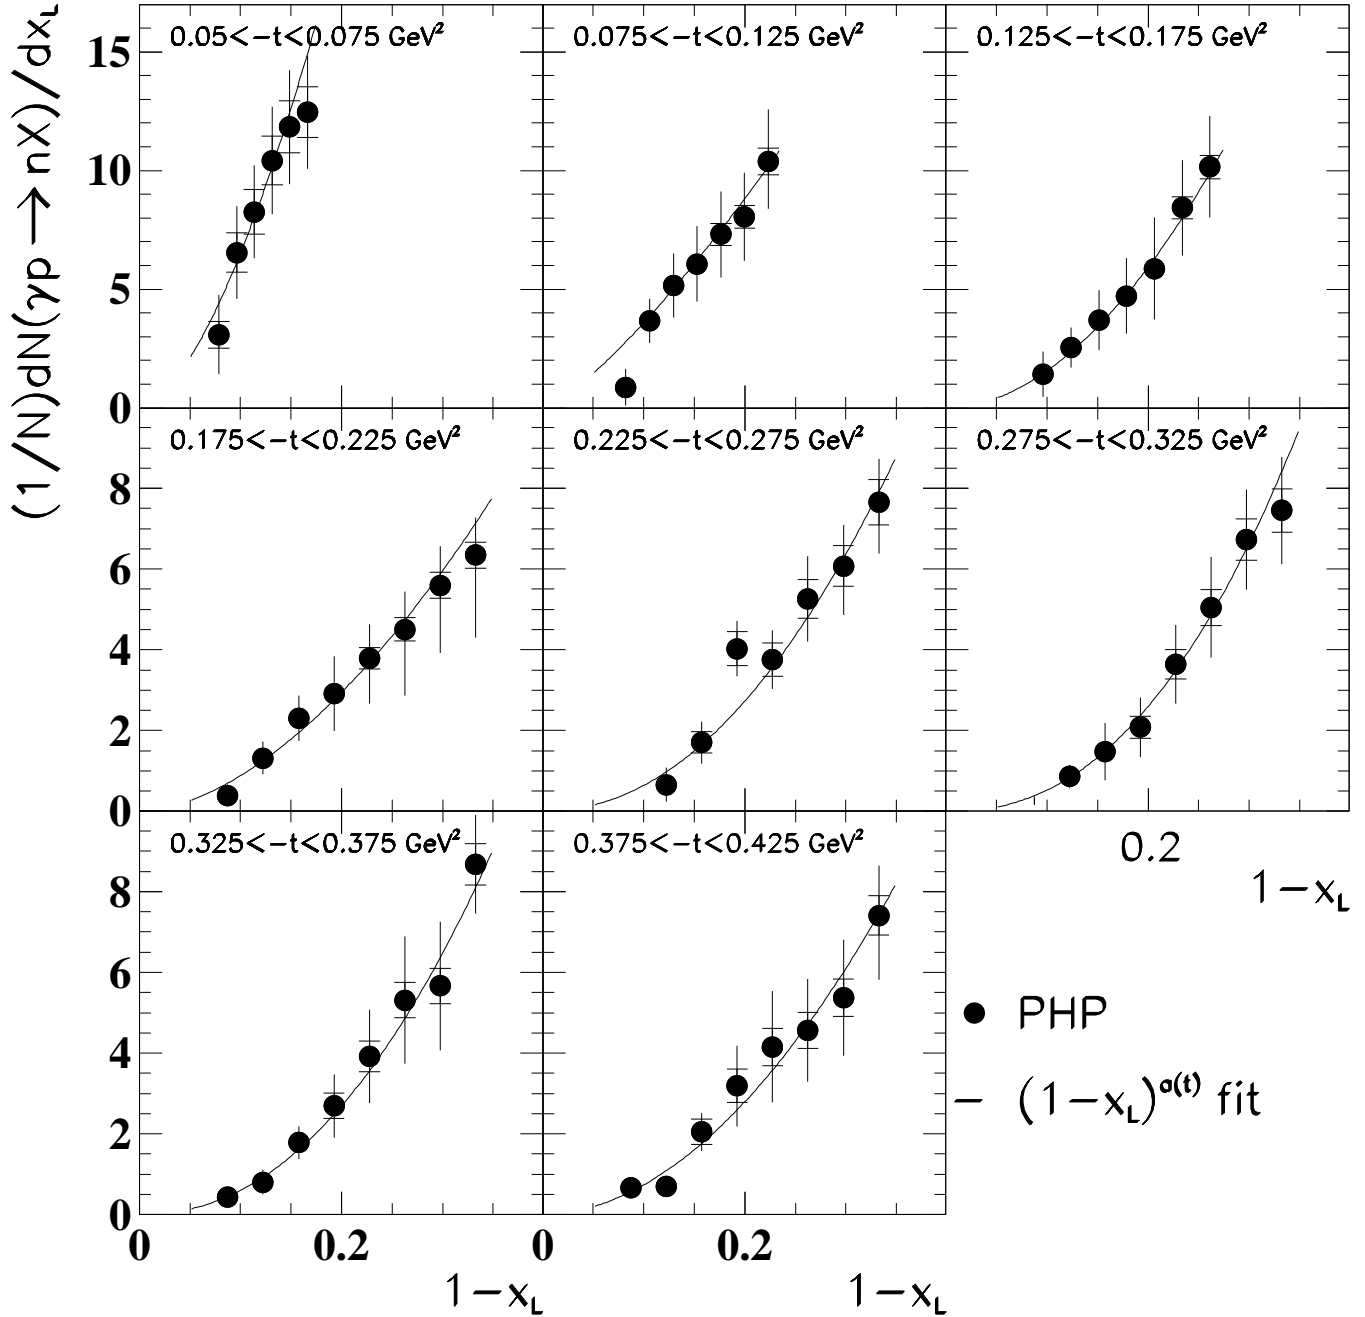 (1/N)dN(γp→nX)/dx_L
0.05<-t<0.075 GeV²
0.075<-t<0.125 GeV²
0.125<-t<0.175 GeV²
15
10
5
0
0.175<-t<0.225 GeV²
0.225<-t<0.275 GeV²
0.275<-t<0.325 GeV²
8
6
4
2
0
0.2
1-x_L
0.325<-t<0.375 GeV²
0.375<-t<0.425 GeV²
8
6
4
2
0
PHP
(1-x_L)^a(t) fit
0
0.2
0
0.2
1-x_L
1-x_L